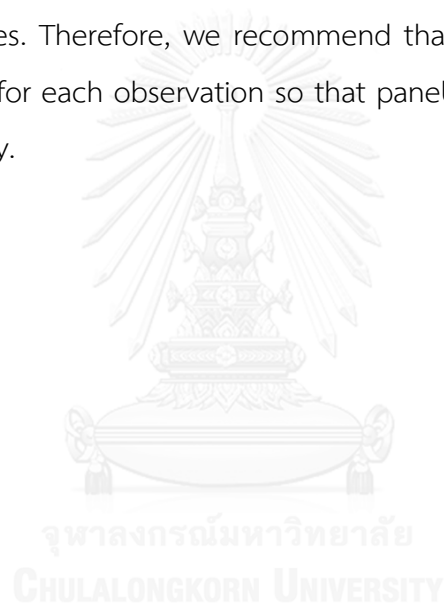 es. Therefore, we recommend tha
for each observation so that panel
y.
จุฬาลงกรณ์มหาวิทยาลัย
CHULALONGKORN UNIVERSITY